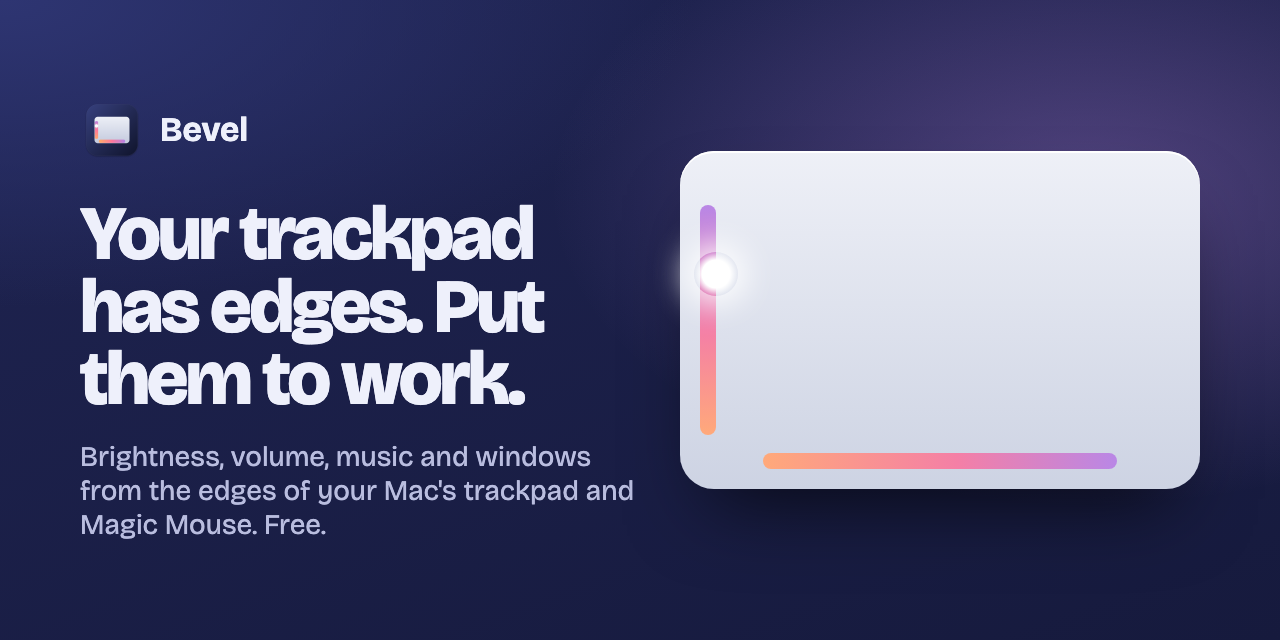 Bevel
Your trackpad
has edges. Put
them to work.
Brightness, volume, music and windows
from the edges of your Mac's trackpad and
Magic Mouse. Free.